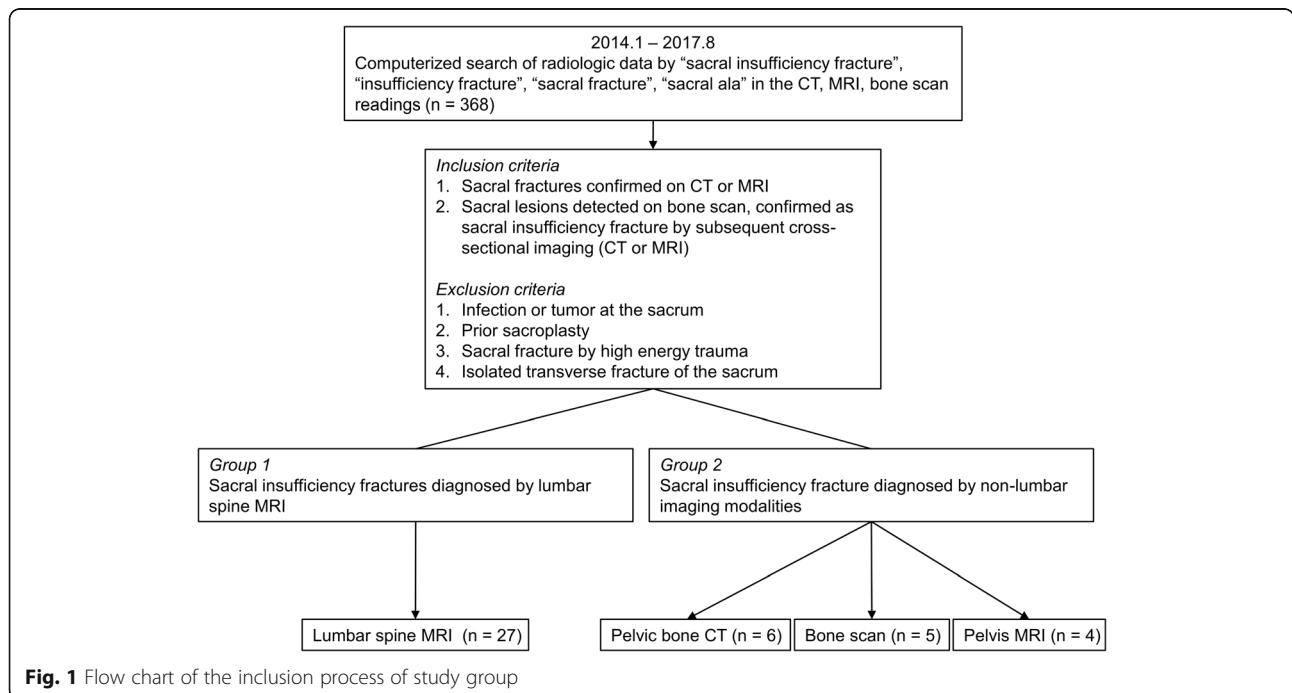 2014.1 – 2017.8
Computerized search of radiologic data by “sacral insufficiency fracture”,
“insufficiency fracture”, “sacral fracture”, “sacral ala” in the CT, MRI, bone scan
readings (n = 368)
Inclusion criteria
1. Sacral fractures confirmed on CT or MRI
2. Sacral lesions detected on bone scan, confirmed as
sacral insufficiency fracture by subsequent cross-
sectional imaging (CT or MRI)
Exclusion criteria
1. Infection or tumor at the sacrum
2. Prior sacroplasty
3. Sacral fracture by high energy trauma
4. Isolated transverse fracture of the sacrum
Group 1
Sacral insufficiency fractures diagnosed by lumbar
spine MRI
Group 2
Sacral insufficiency fracture diagnosed by non-lumbar
imaging modalities
Lumbar spine MRI (n = 27)
Pelvic bone CT (n = 6)
Bone scan (n = 5)
Pelvis MRI (n = 4)
Fig. 1 Flow chart of the inclusion process of study group